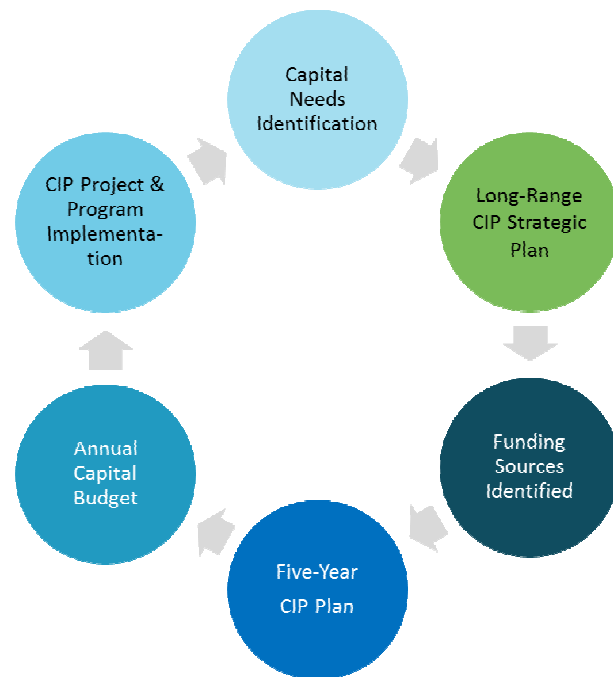 Capital
Needs
Identification
Long-Range
CIP Strategic
Plan
Funding
Sources
Identified
Five-Year
CIP Plan
Annual
Capital
Budget
CIP Project &
Program
Implementa-
tion